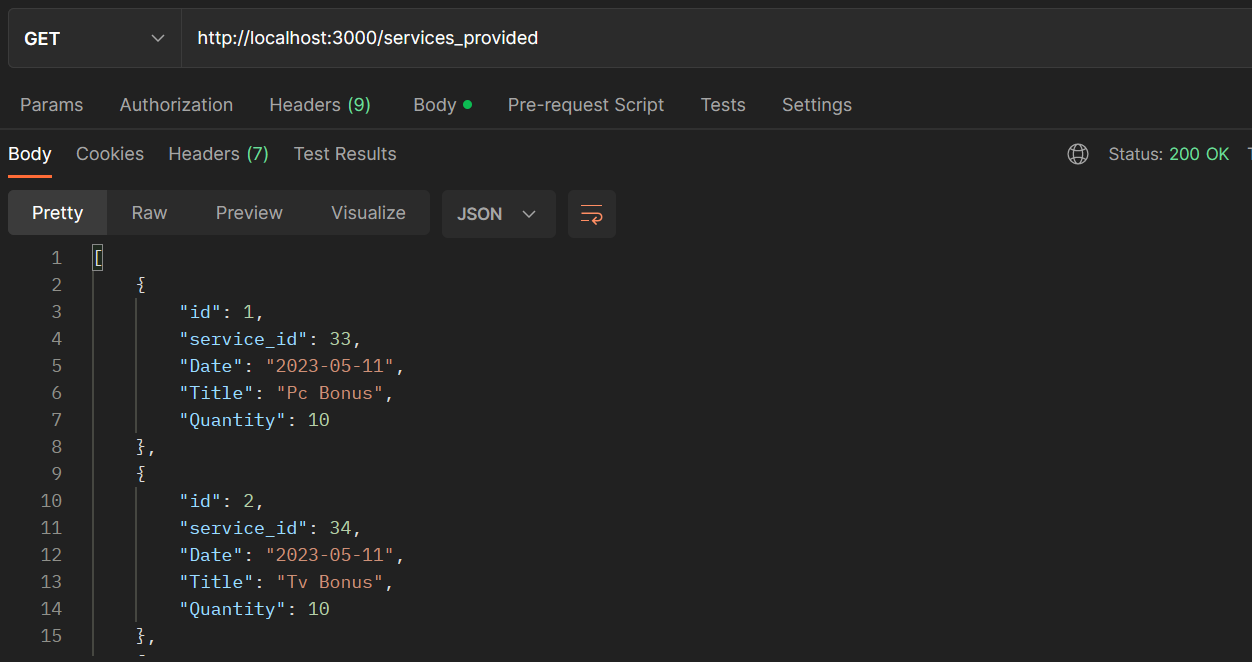 GET http://localhost:3000/services_provided
Params Authorization Headers (9) Body Pre-request Script Tests Settings
Body Cookies Headers (7) Test Results Status: 200 OK
Pretty Raw Preview Visualize JSON
1 [
2 {
3 "id": 1,
4 "service_id": 33,
5 "Date": "2023-05-11",
6 "Title": "Pc Bonus",
7 "Quantity": 10
8 },
9 {
10 "id": 2,
11 "service_id": 34,
12 "Date": "2023-05-11",
13 "Title": "Tv Bonus",
14 "Quantity": 10
15 },